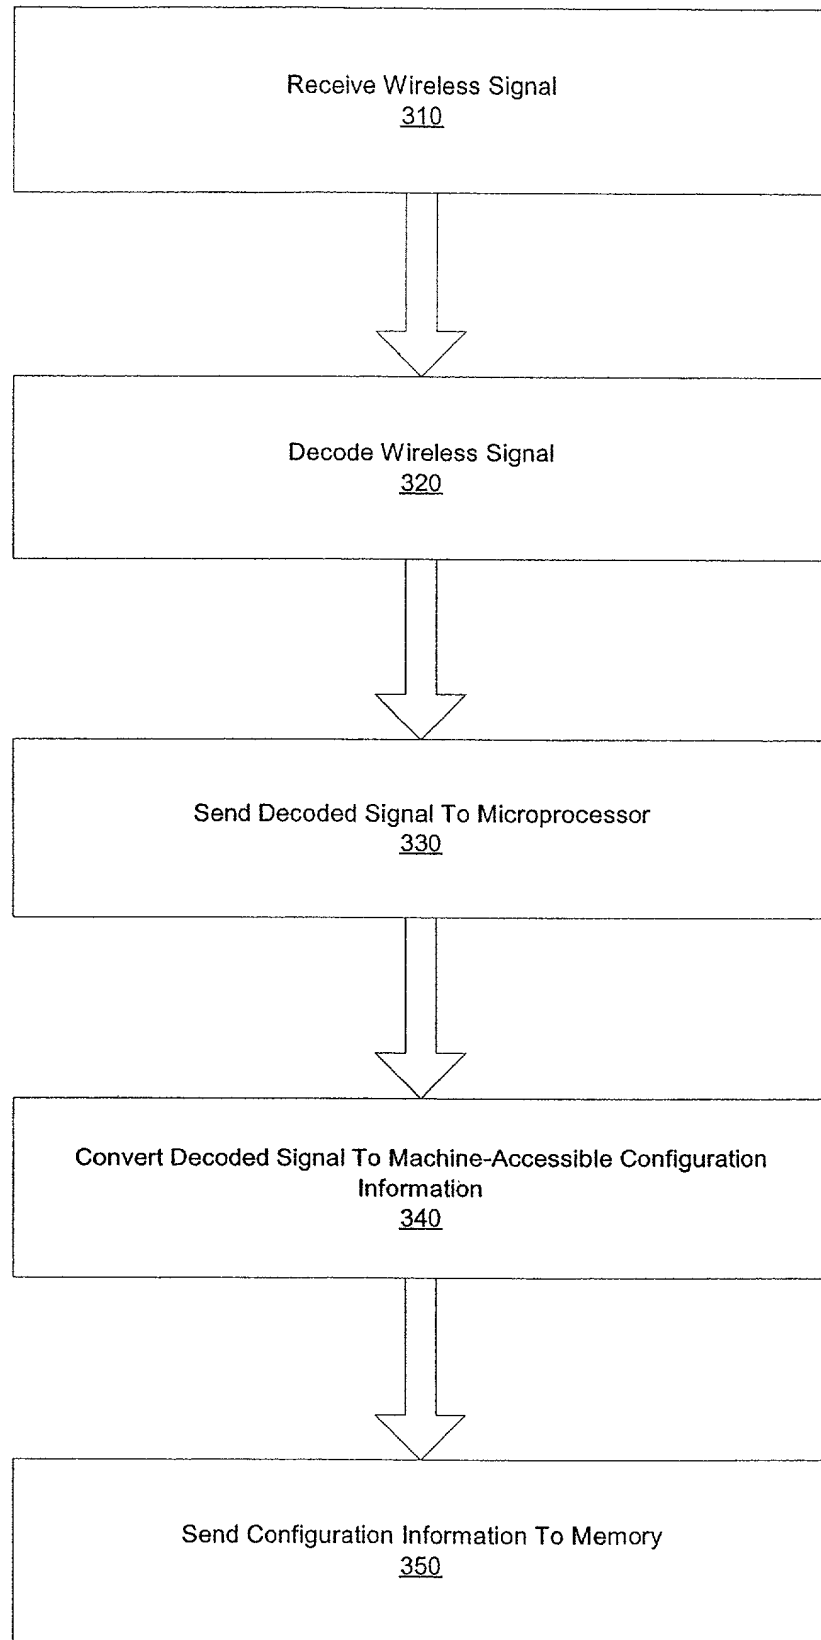 Receive Wireless Signal
310
Decode Wireless Signal
320
Send Decoded Signal To Microprocessor
330
Convert Decoded Signal To Machine-Accessible Configuration
Information
340
Send Configuration Information To Memory
350